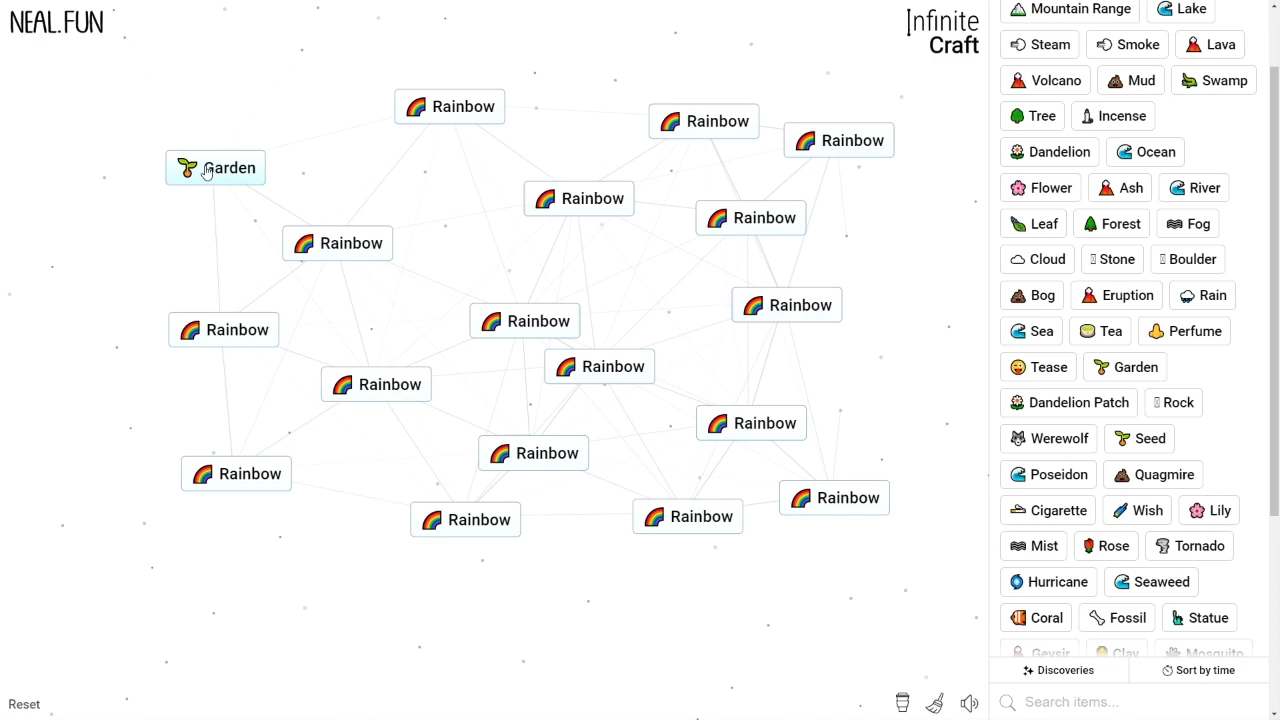 NEAL.FUN
Infinite
Craft
Rainbow
Rainbow
Rainbow
Garden
Rainbow
Rainbow
Rainbow
Rainbow
Rainbow
Rainbow
Rainbow
Rainbow
Rainbow
Rainbow
Rainbow
Rainbow
Rainbow
Rainbow
Reset
Mountain Range Lake
Steam Smoke Lava
Volcano Mud Swamp
Tree Incense
Dandelion Ocean
Flower Ash River
Leaf Forest Fog
Cloud Stone Boulder
Bog Eruption Rain
Sea Tea Perfume
Tease Garden
Dandelion Patch Rock
Werewolf Seed
Poseidon Quagmire
Cigarette Wish Lily
Mist Rose Tornado
Hurricane Seaweed
Coral Fossil Statue
Geyser Clay Mosquito
Discoveries Sort by time
Search items...